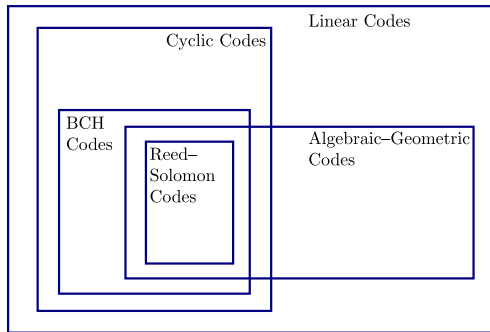 Linear Codes
Cyclic Codes
BCH
Codes
Algebraic–Geometric
Codes
Reed–
Solomon
Codes